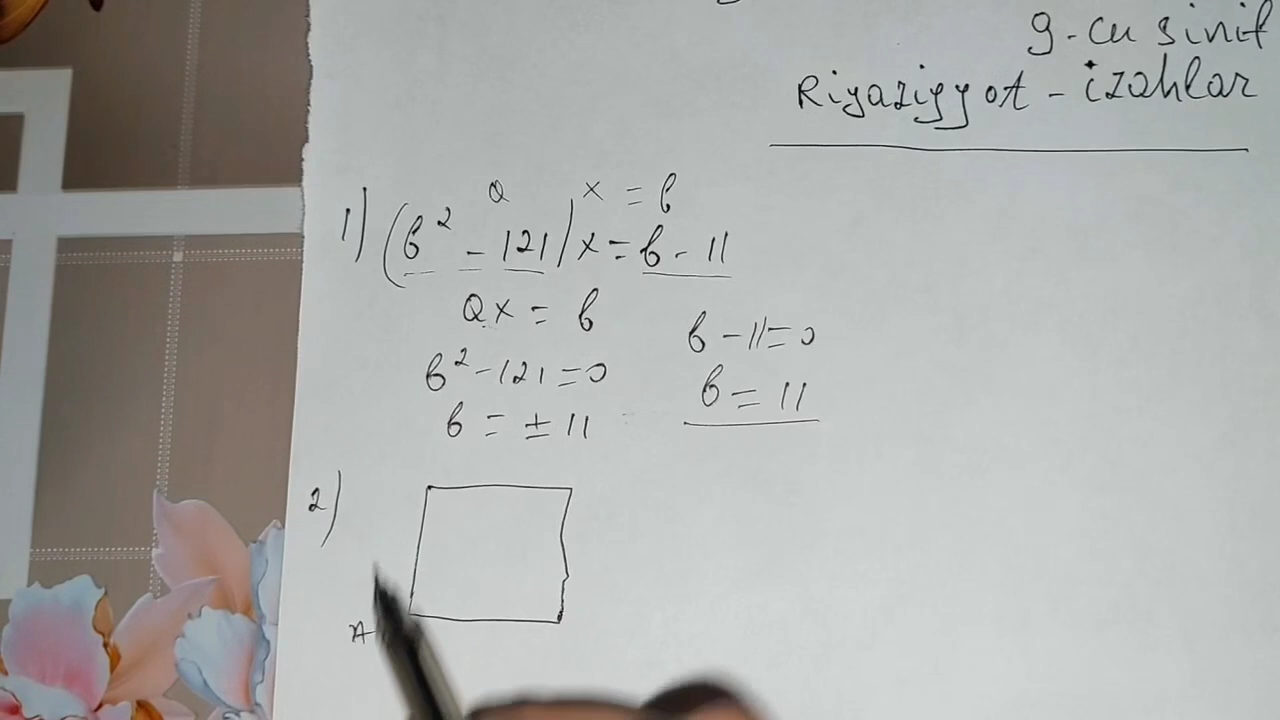 9-cu sinif
Riyaziyyat - izahlar
a x = b
1) (b² - 121) x = b - 11
ax = b
b - 11 = 0
b² - 121 = 0
b = 11
b = ± 11
2)
A